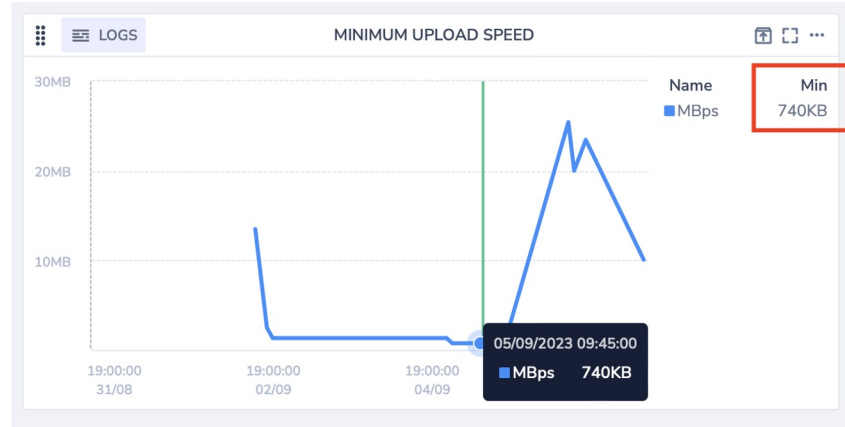 LOGS
MINIMUM UPLOAD SPEED
Name Min
MBps 740KB
30MB
20MB
10MB
05/09/2023 09:45:00
MBps 740KB
19:00:00 19:00:00 19:00:00
31/08 02/09 04/09